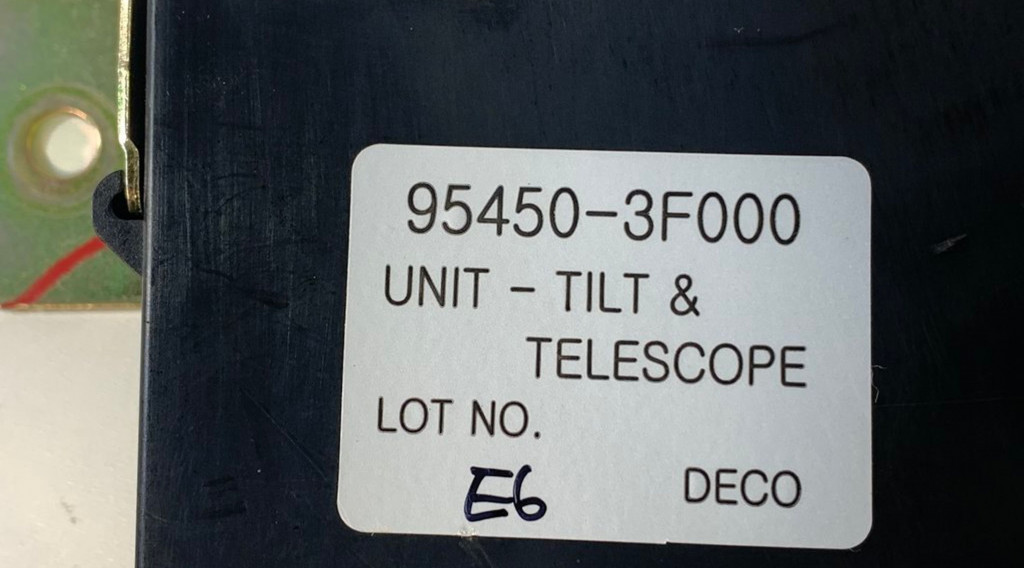 95450-3F000
UNIT - TILT &
TELESCOPE
LOT NO.
E6 DECO